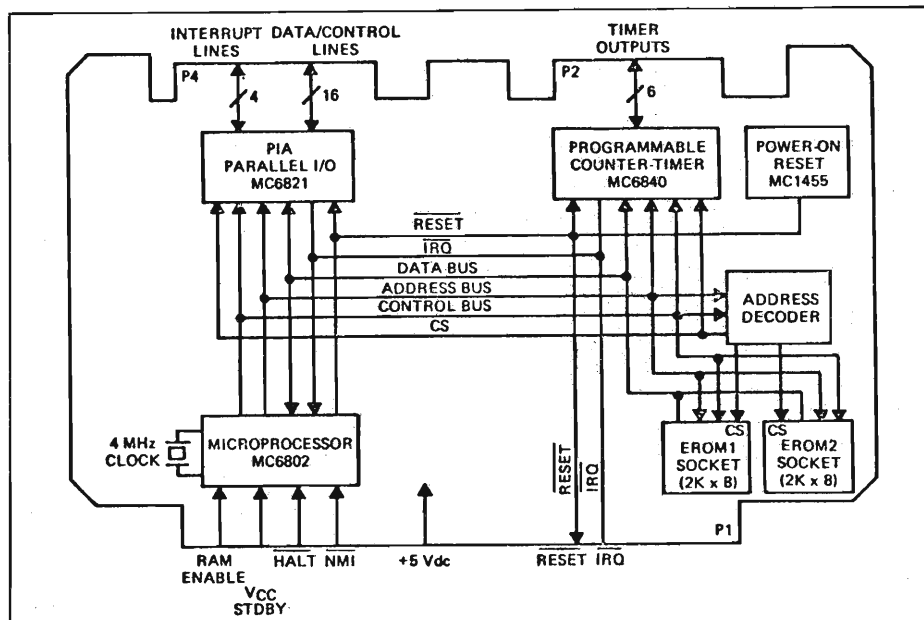 INTERRUPT DATA/CONTROL
LINES LINES
TIMER
OUTPUTS
P4
4
16
P2
6
PIA
PARALLEL I/O
MC6821
PROGRAMMABLE
COUNTER-TIMER
MC6840
POWER-ON
RESET
MC1455
RESET
IRQ
DATA BUS
ADDRESS BUS
CONTROL BUS
CS
ADDRESS
DECODER
4 MHz
CLOCK
MICROPROCESSOR
MC6802
RESET
IRQ
CS
EROM1
SOCKET
(2K x 8)
CS
EROM2
SOCKET
(2K x 8)
P1
RAM
ENABLE
VCC
STDBY
HALT
NMI
+5 Vdc
RESET
IRQ